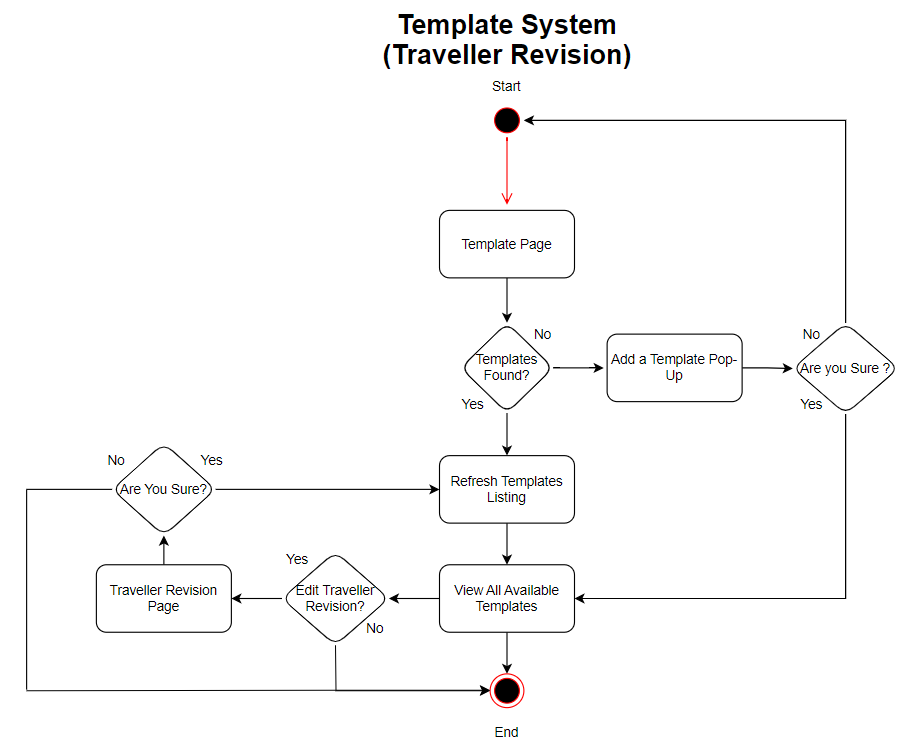 Template System
(Traveller Revision)
Start
Template Page
No
Templates
Found?
Yes
Add a Template Pop-
Up
No
Are you Sure ?
Yes
No
Yes
Are You Sure?
Refresh Templates
Listing
Traveller Revision
Page
Yes
Edit Traveller
Revision?
No
View All Available
Templates
End